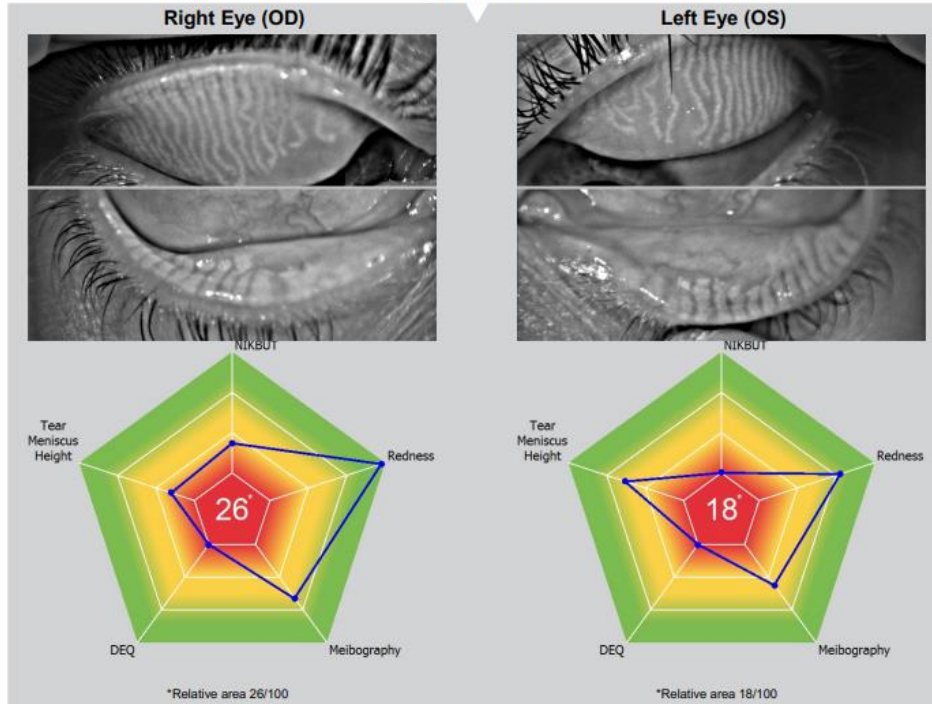 Right Eye (OD)
Left Eye (OS)
NIKBUT
Tear
Meniscus
Height
Redness
26*
DEQ
Meibography
*Relative area 26/100
NIKBUT
Tear
Meniscus
Height
Redness
18*
DEQ
Meibography
*Relative area 18/100